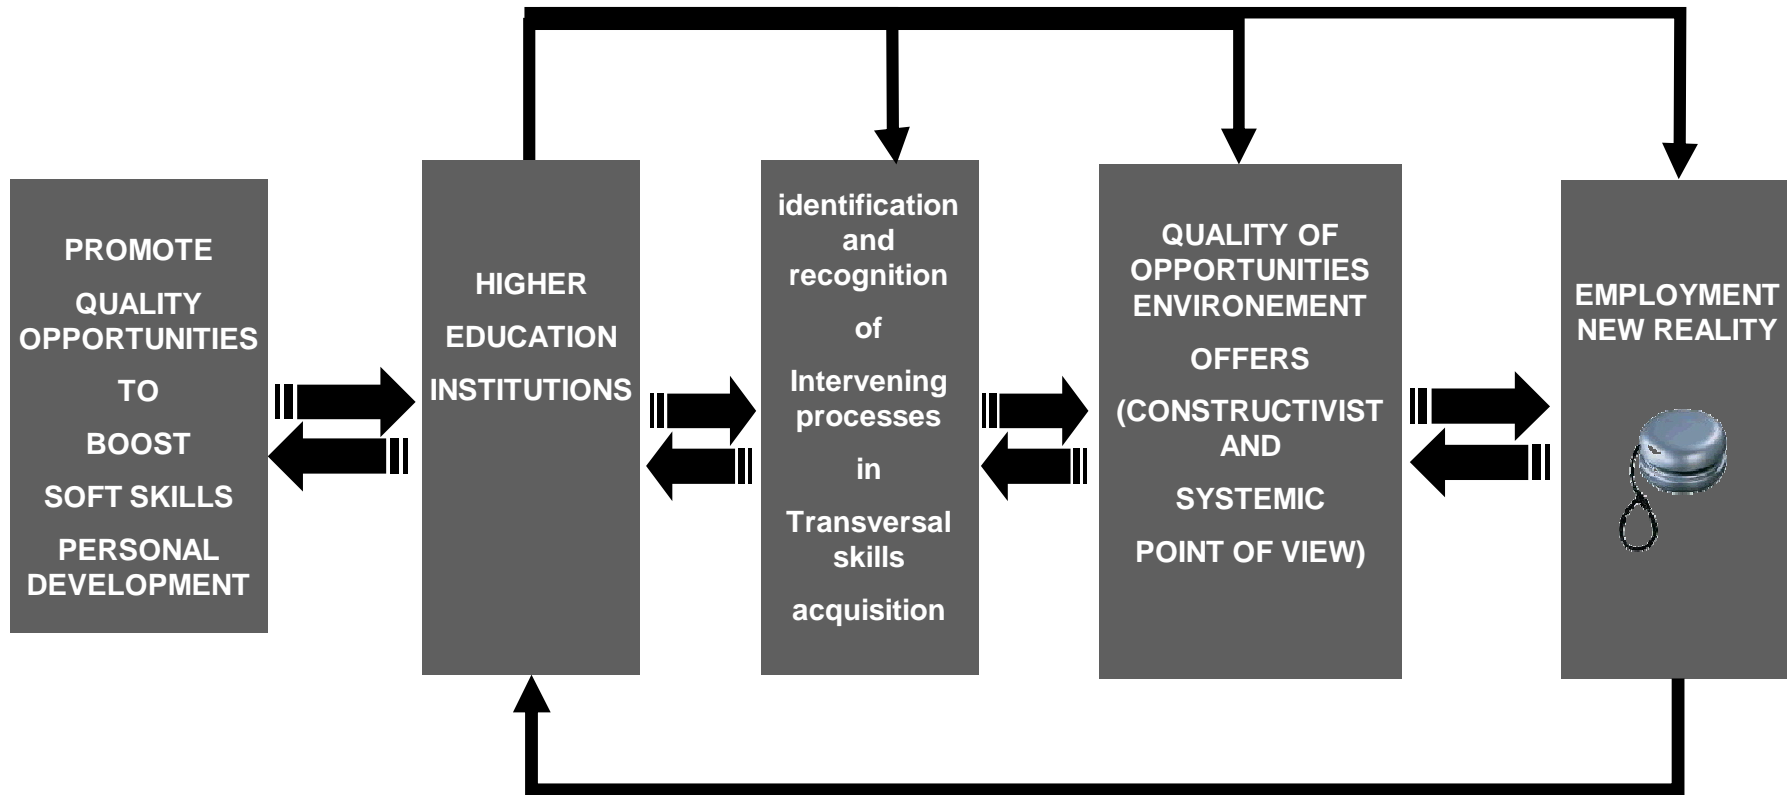 PROMOTE
QUALITY
OPPORTUNITIES
TO
BOOST
SOFT SKILLS
PERSONAL
DEVELOPMENT
HIGHER
EDUCATION
INSTITUTIONS
identification
and
recognition
of
Intervening
processes
in
Transversal
skills
acquisition
QUALITY OF
OPPORTUNITIES
ENVIRONEMENT
OFFERS
(CONSTRUCTIVIST
AND
SYSTEMIC
POINT OF VIEW)
EMPLOYMENT
NEW REALITY